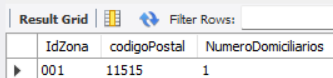 Result Grid Filter Rows:
IdZona codigoPostal NumeroDomiciliarios
001 11515 1